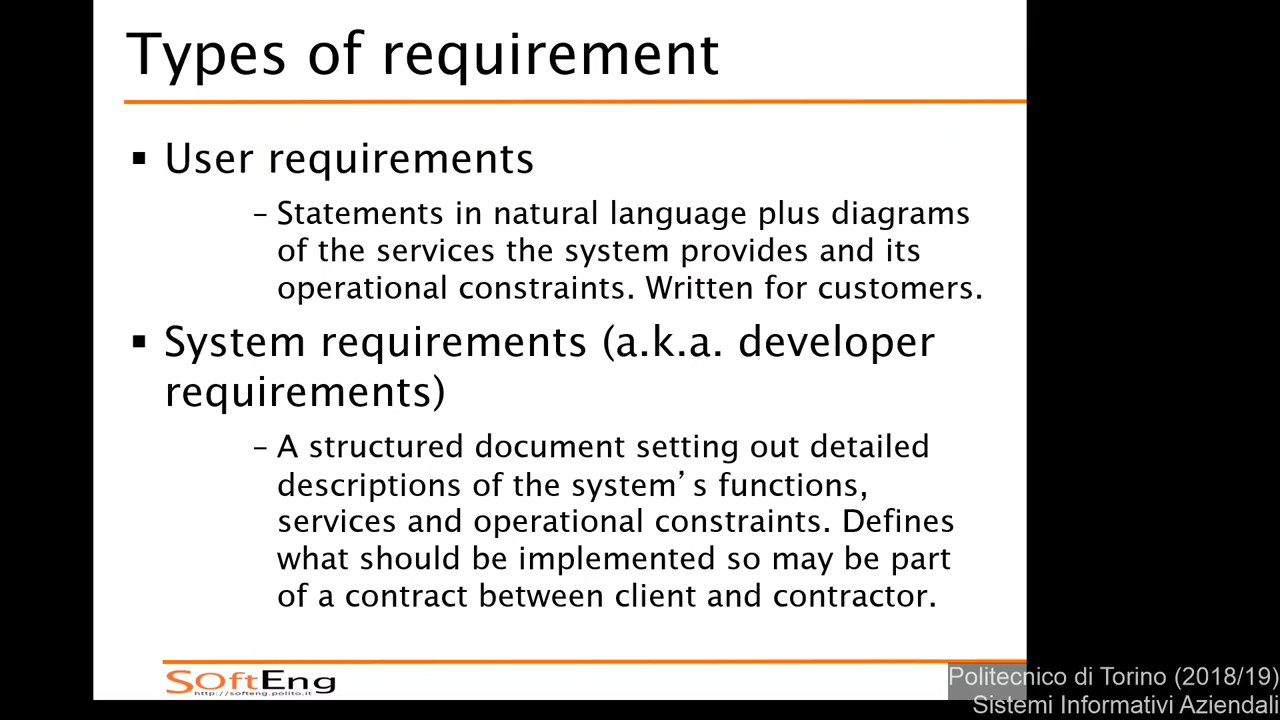 Types of requirement
▪ User requirements
– Statements in natural language plus diagrams
of the services the system provides and its
operational constraints. Written for customers.
▪ System requirements (a.k.a. developer
requirements)
– A structured document setting out detailed
descriptions of the system’s functions,
services and operational constraints. Defines
what should be implemented so may be part
of a contract between client and contractor.
SoftEng
http://softeng.polito.it
Politecnico di Torino (2018/19)
Sistemi Informativi Aziendali